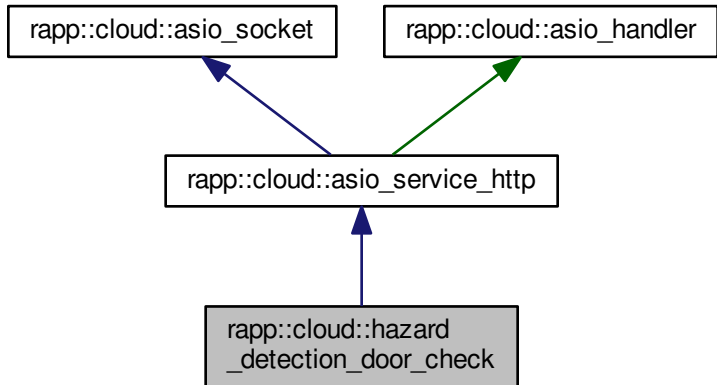 rapp::cloud::asio_socket
rapp::cloud::asio_handler
rapp::cloud::asio_service_http
rapp::cloud::hazard
_detection_door_check